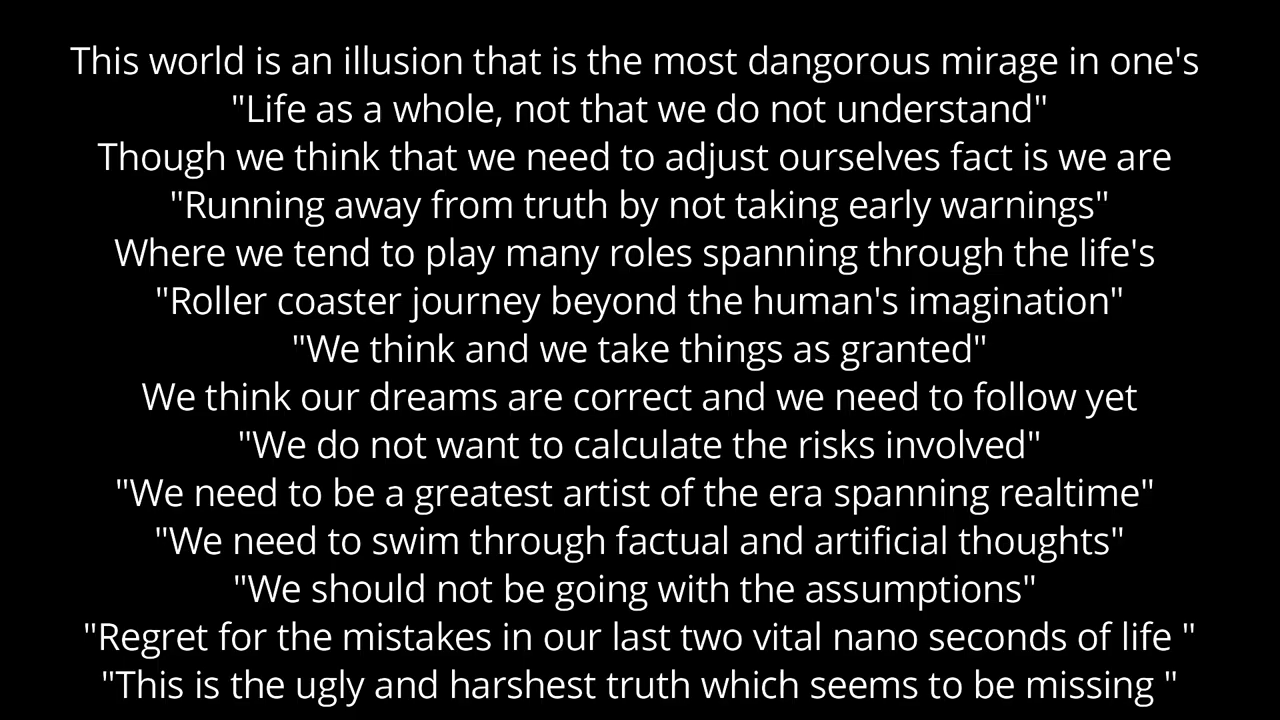 This world is an illusion that is the most dangorous mirage in one's
"Life as a whole, not that we do not understand"
Though we think that we need to adjust ourselves fact is we are
"Running away from truth by not taking early warnings"
Where we tend to play many roles spanning through the life's
"Roller coaster journey beyond the human's imagination"
"We think and we take things as granted"
We think our dreams are correct and we need to follow yet
"We do not want to calculate the risks involved"
"We need to be a greatest artist of the era spanning realtime"
"We need to swim through factual and artificial thoughts"
"We should not be going with the assumptions"
"Regret for the mistakes in our last two vital nano seconds of life "
"This is the ugly and harshest truth which seems to be missing "